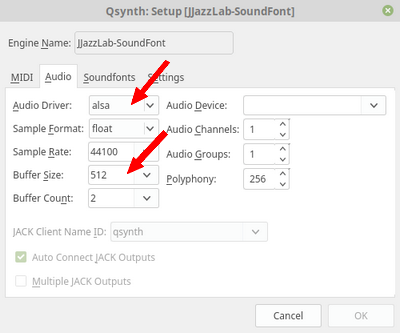 Qsynth: Setup [JJazzLab-SoundFont]
Engine Name: JJazzLab-SoundFont
MIDI Audio Soundfonts Settings
Audio Driver: alsa Audio Device:
Sample Format: float Audio Channels: 1
Sample Rate: 44100 Audio Groups: 1
Buffer Size: 512 Polyphony: 256
Buffer Count: 2
JACK Client Name ID: qsynth
Auto Connect JACK Outputs
Multiple JACK Outputs
Cancel OK